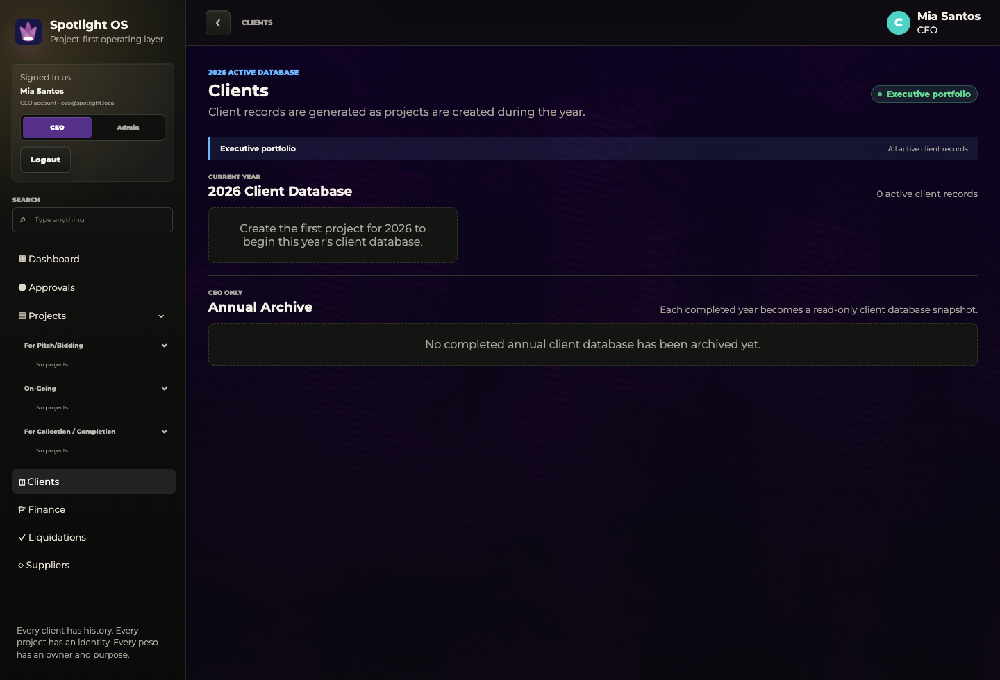 Spotlight OS
Project-first operating layer
Signed in as
Mia Santos
CEO account · ceo@spotlight.local
CEO
Admin
Logout
SEARCH
Type anything
Dashboard
Approvals
Projects
For Pitch/Bidding
No projects
On-Going
No projects
For Collection / Completion
No projects
Clients
₱ Finance
✓ Liquidations
◇ Suppliers
Every client has history. Every
project has an identity. Every peso
has an owner and purpose.
‹
CLIENTS
C
Mia Santos
CEO
2026 ACTIVE DATABASE
Clients
Client records are generated as projects are created during the year.
• Executive portfolio
Executive portfolio
All active client records
CURRENT YEAR
2026 Client Database
0 active client records
Create the first project for 2026 to
begin this year's client database.
CEO ONLY
Annual Archive
Each completed year becomes a read-only client database snapshot.
No completed annual client database has been archived yet.